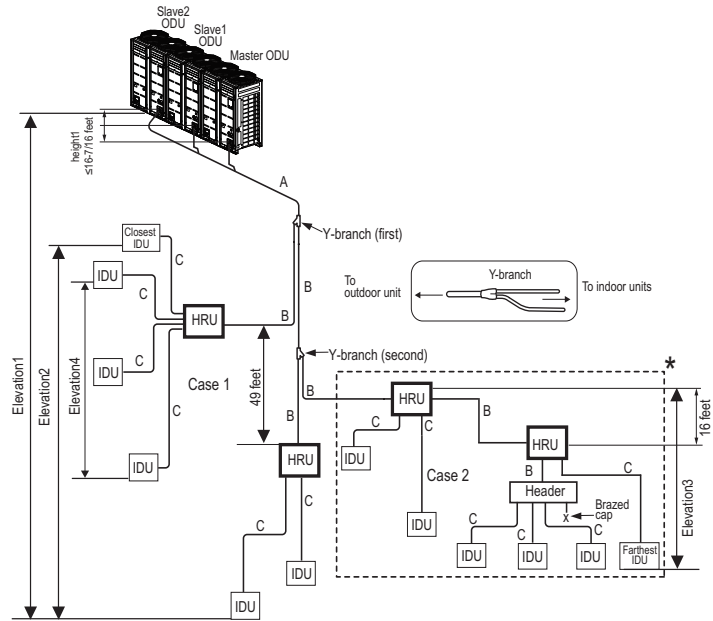 Slave2
ODU
Slave1
ODU
Master ODU
height1
≤16-7/16 feet
A
Y-branch (first)
Closest
IDU
C
IDU
C
B
B
Y-branch
To
outdoor unit
To indoor units
HRU
Y-branch (second)
*
Elevation1
Elevation2
Elevation4
C
IDU
C
Case 1
49 feet
B
B
HRU
B
16 feet
IDU
HRU
C
C
Case 2
HRU
IDU
B
C
Header
Brazed
cap
x
Elevation3
C
C
IDU
C
C
C
IDU
IDU
IDU
IDU
Farthest
IDU
IDU